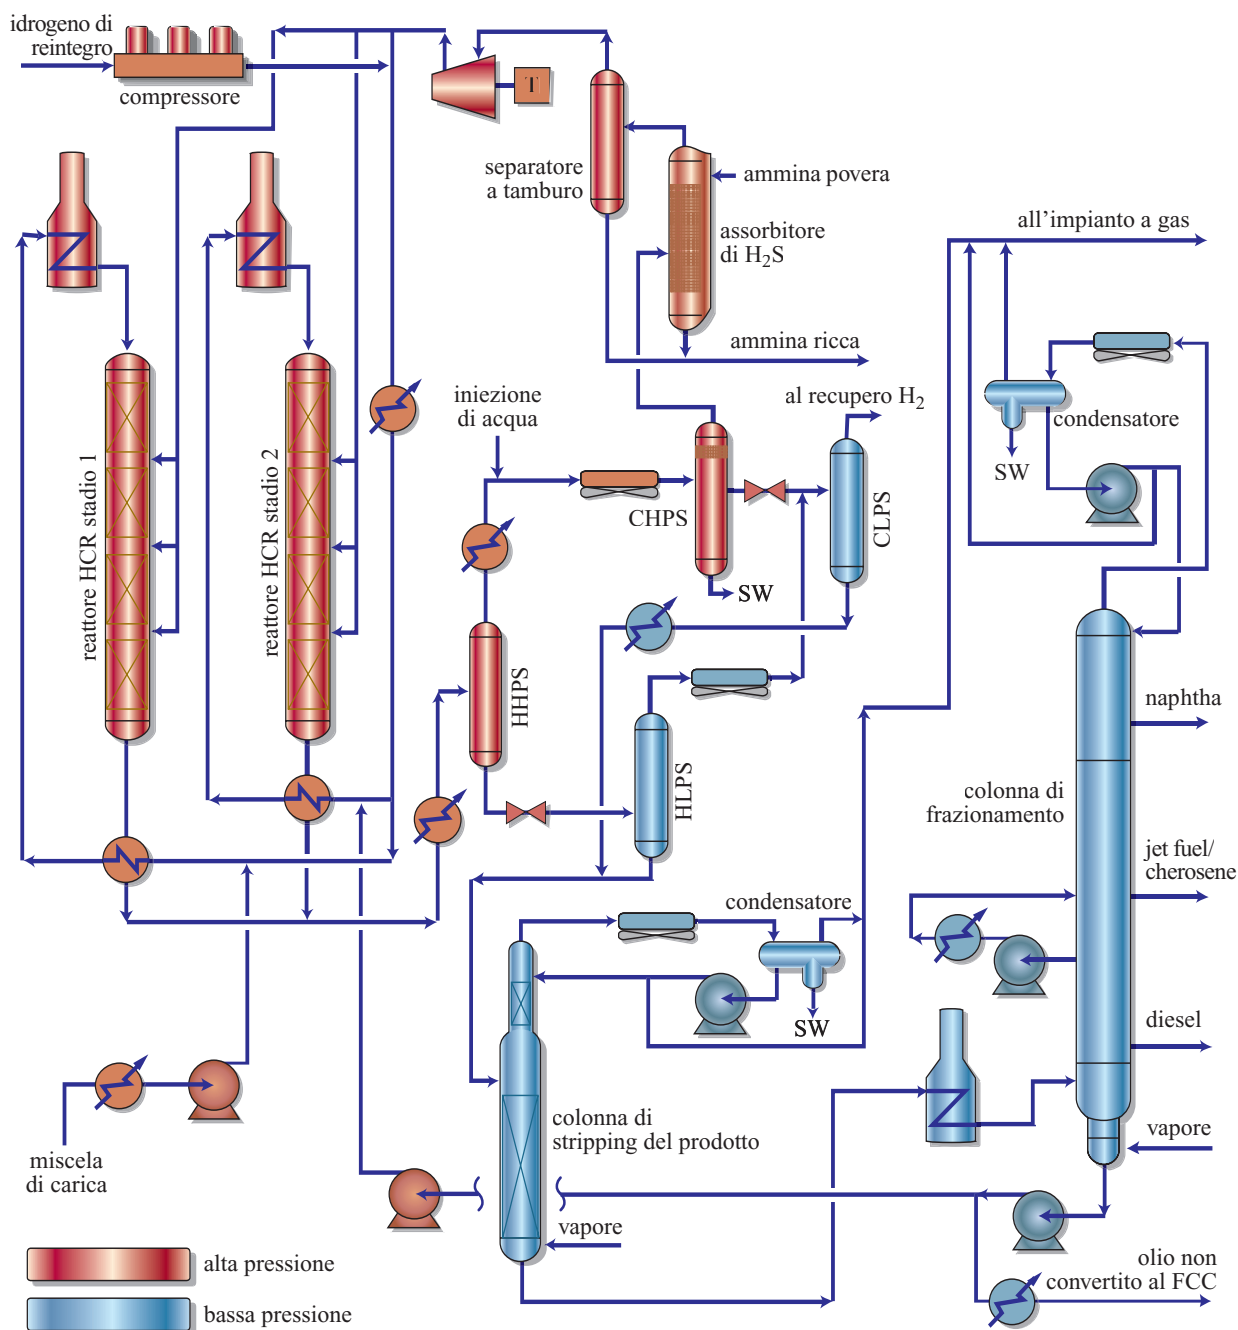 idrogeno di
reintegro
compressore
T
separatore
a tamburo
ammina povera
assorbitore
di H2S
ammina ricca
all'impianto a gas
condensatore
SW
iniezione
di acqua
al recupero H2
reattore HCR stadio 1
reattore HCR stadio 2
CHPS
SW
CLPS
HHPS
HLPS
naphtha
colonna di
frazionamento
jet fuel/
cherosene
diesel
vapore
condensatore
SW
colonna di
stripping del prodotto
vapore
miscela
di carica
olio non
convertito al FCC
alta pressione
bassa pressione